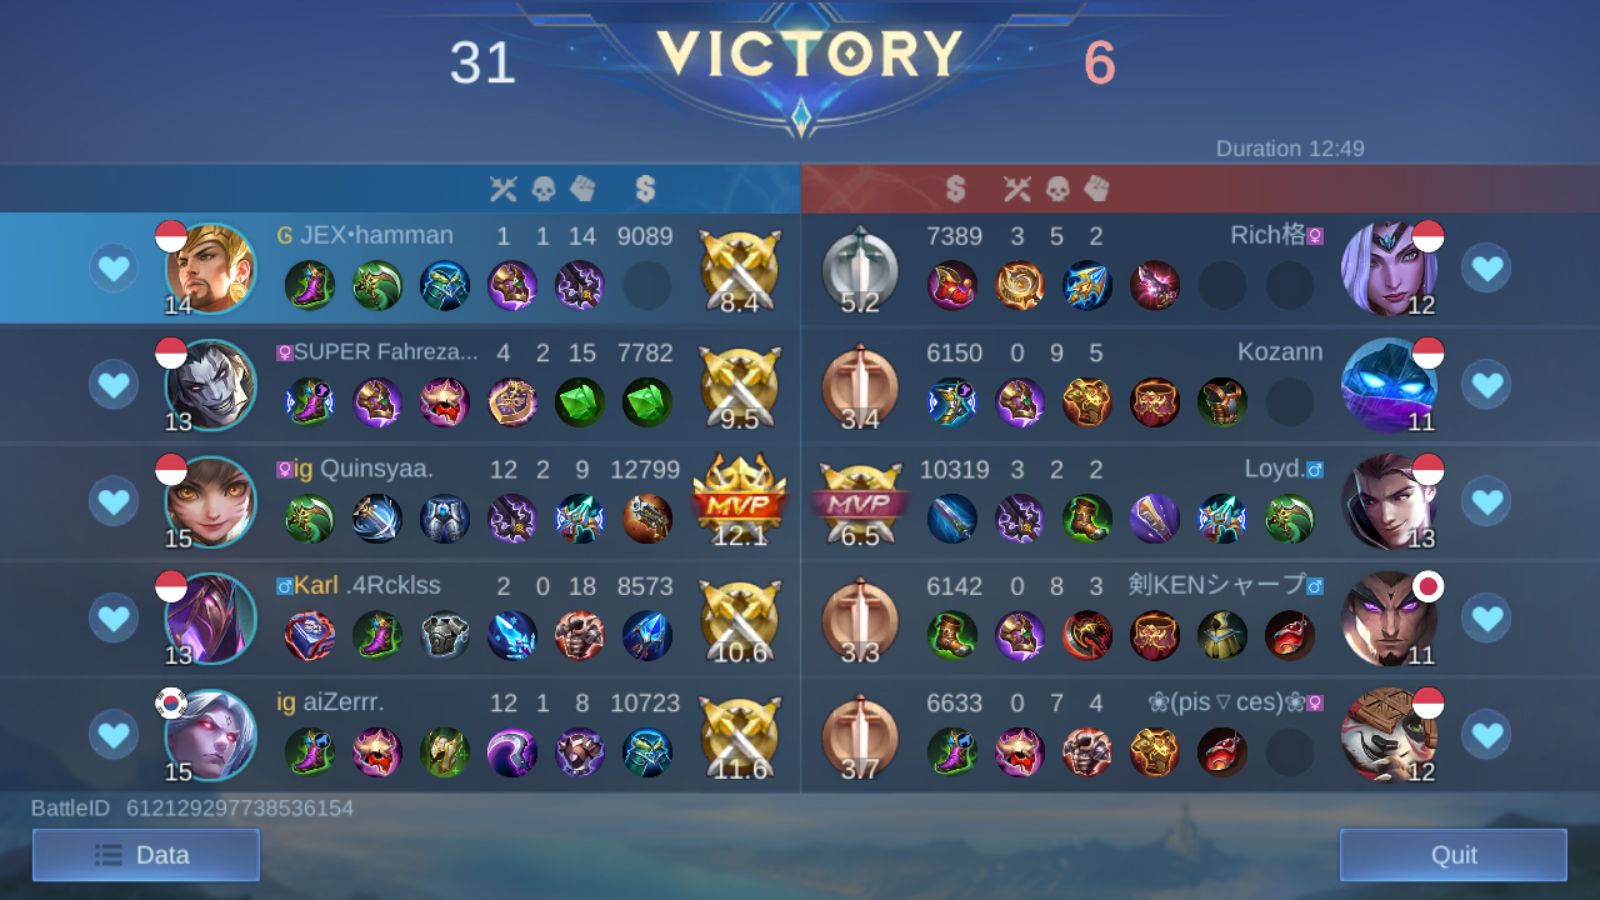 31 VICTORY 6
Duration 12:49
JEX•hamman 1 1 14 9089
14 8.4
SUPER Fahreza... 4 2 15 7782
13 9.5
ig Quinsyaa. 12 2 9 12799
MVP
15 12.1
Karl .4Rcklss 2 0 18 8573
13 10.6
ig aiZerrr. 12 1 8 10723
15 11.6
7389 3 5 2 Rich格
5.2 12
6150 0 9 5 Kozann
3.4 11
10319 3 2 2 Loyd.
MVP
6.5 13
6142 0 8 3 剣KENシャープ
3.3 11
6633 0 7 4 ❀(pis▽ces)❀
3.7 12
BattleID 612129297738536154
Data
Quit